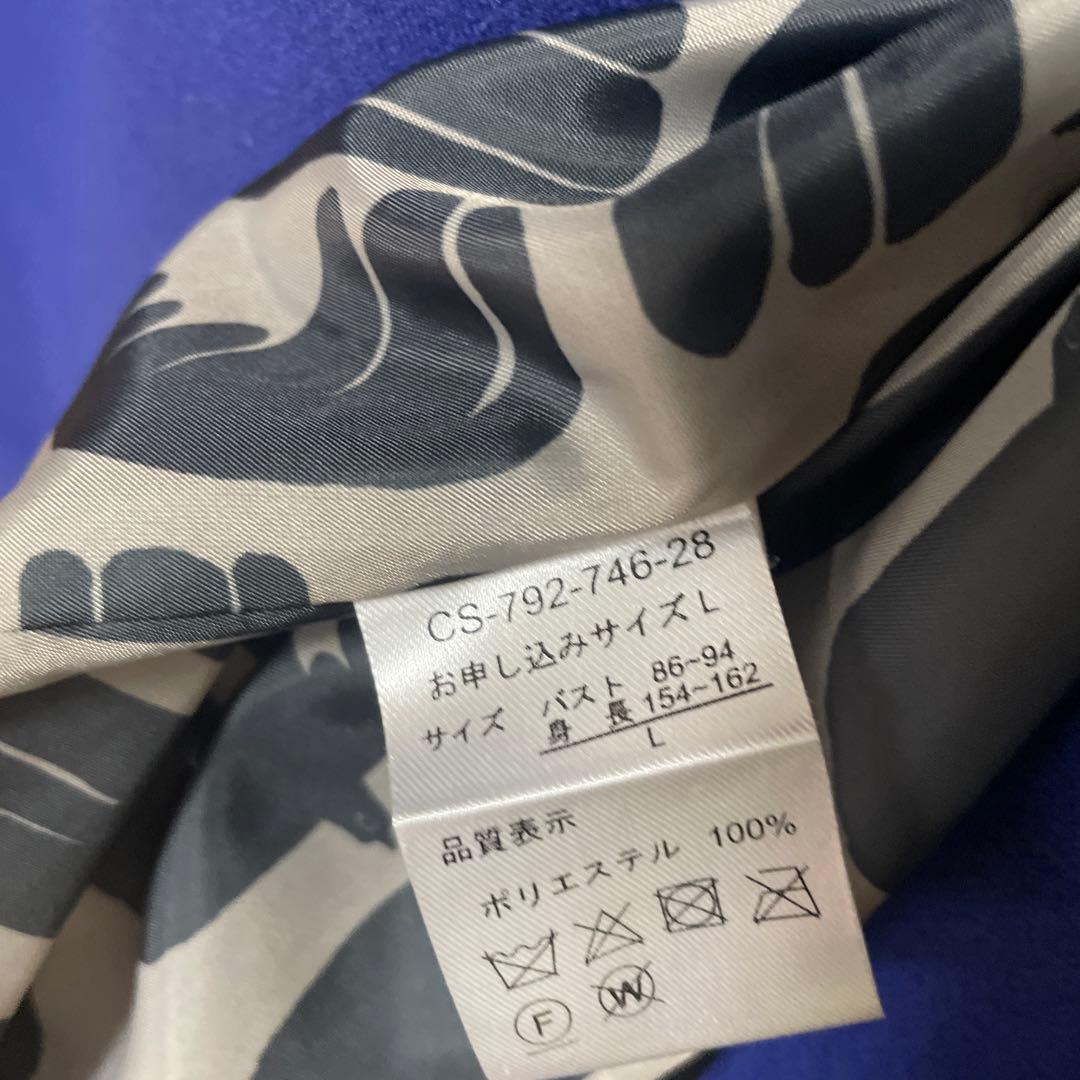 CS-792-746-28
お申し込みサイズ L
サイズ バスト 86~94
身 長 154~162
L
品質表示
ポリエステル 100%
F W